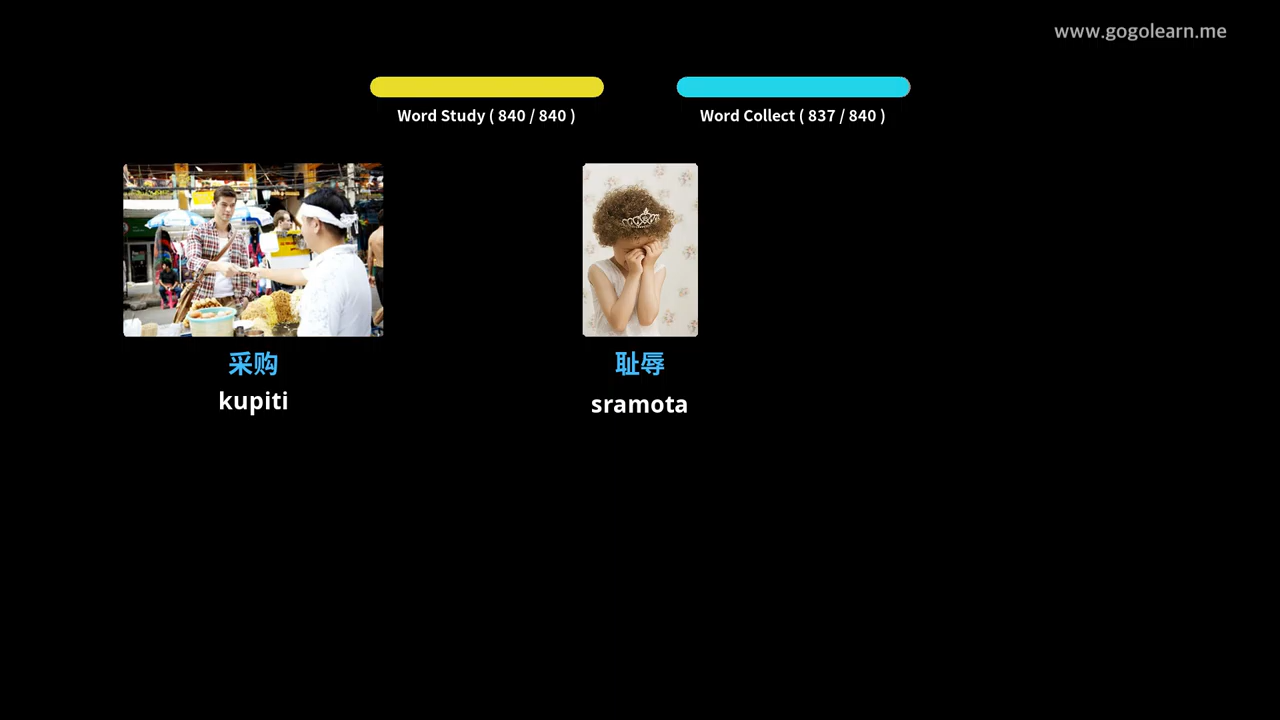 www.gogolearn.me
Word Study ( 840 / 840 )
Word Collect ( 837 / 840 )
采购
kupiti
耻辱
sramota